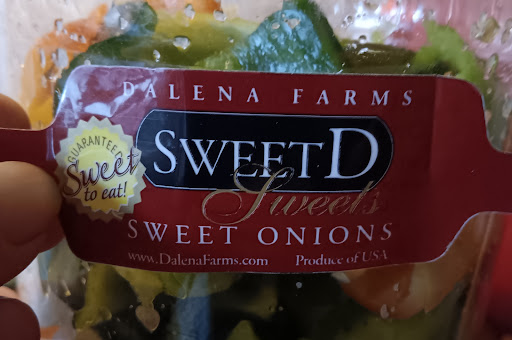 DALENA FARMS
GUARANTEED
Sweet
to eat!
SWEET D
Sweets
SWEET ONIONS
www.DalenaFarms.com Produce of USA